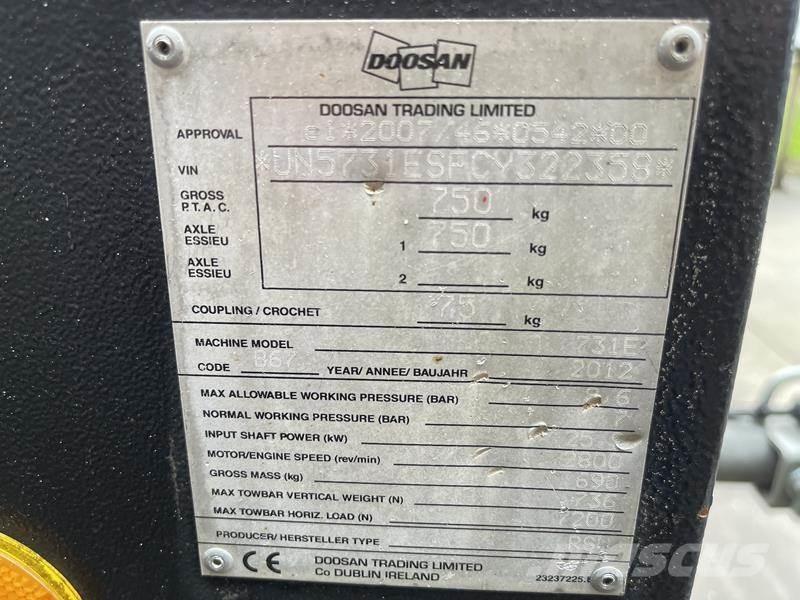 DOOSAN
DOOSAN TRADING LIMITED
APPROVAL e1*2007/46*0542*00
VIN *UN5731ESPCY322358*
GROSS P.T.A.C. 750 kg
AXLE ESSIEU 1 750 kg
AXLE ESSIEU 2 kg
COUPLING / CROCHET 75 kg
MACHINE MODEL 731E
CODE YEAR/ ANNEE/ BAUJAHR 2012
MAX ALLOWABLE WORKING PRESSURE (BAR)
NORMAL WORKING PRESSURE (BAR) 7
INPUT SHAFT POWER (kW)
MOTOR/ENGINE SPEED (rev/min)
GROSS MASS (kg)
MAX TOWBAR VERTICAL WEIGHT (N) 736
MAX TOWBAR HORIZ. LOAD (N) 7200
PRODUCER/ HERSTELLER TYPE
CE DOOSAN TRADING LIMITED
Co DUBLIN IRELAND
MASCUS